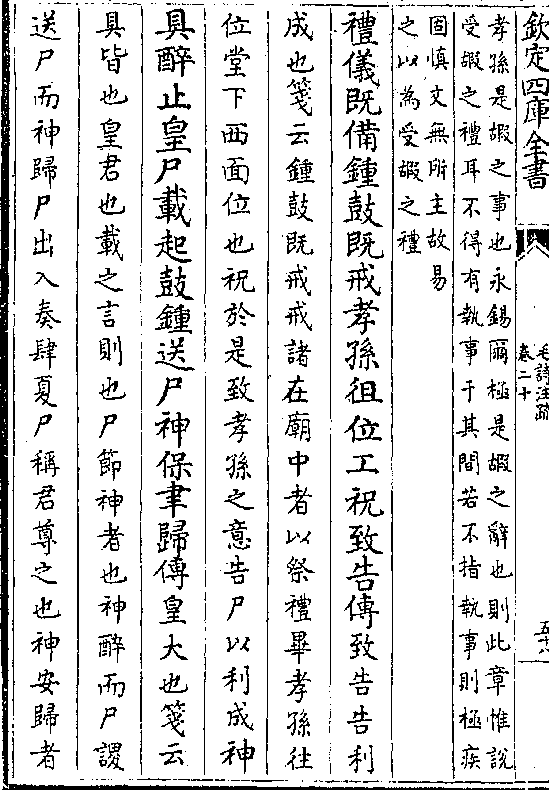 欽定四庫全書
毛詩注疏
卷二十
孝孫是嘏之事也永錫爾極是嘏之辭也則此章惟說
受嘏之禮耳不得有執事于其間若不指執事則極疾
固慎文無所主故易
之以為受嘏之禮
禮儀既備鍾鼓既戒孝孫徂位工祝致告傳致告告利
成也箋云鍾鼓既戒戒諸在廟中者以祭禮畢孝孫往
位堂下西面位也祝於是致孝孫之意告尸以利成神
具醉止皇尸載起鼓鍾送尸神保聿歸傳皇大也箋云
具皆也皇君也載之言則也尸節神者也神醉而尸謖
送尸而神歸尸出入奏肆夏尸稱君尊之也神安歸者